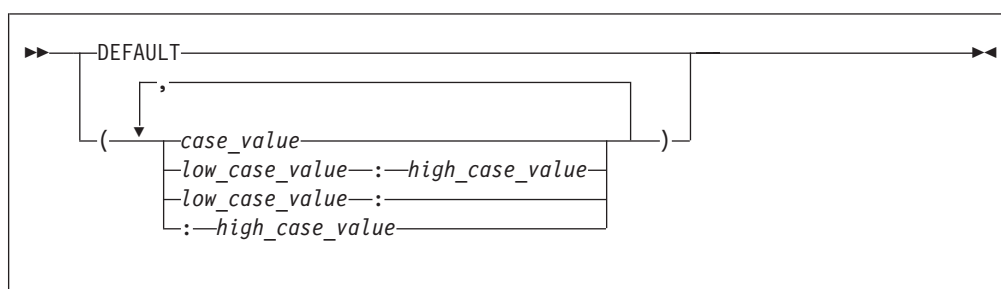 DEFAULT
,
( case_value )
low_case_value : high_case_value
low_case_value :
: high_case_value